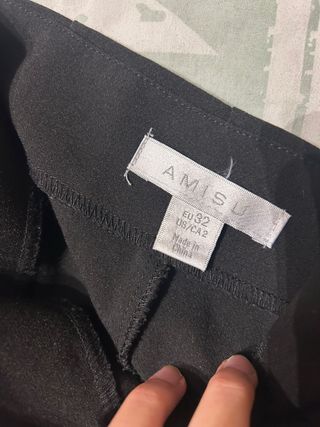 AMISU
EU 32
US/CA 2
Made in
China